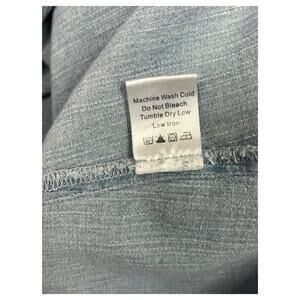 Machine Wash Cold
Do Not Bleach
Tumble Dry Low
Low Iron